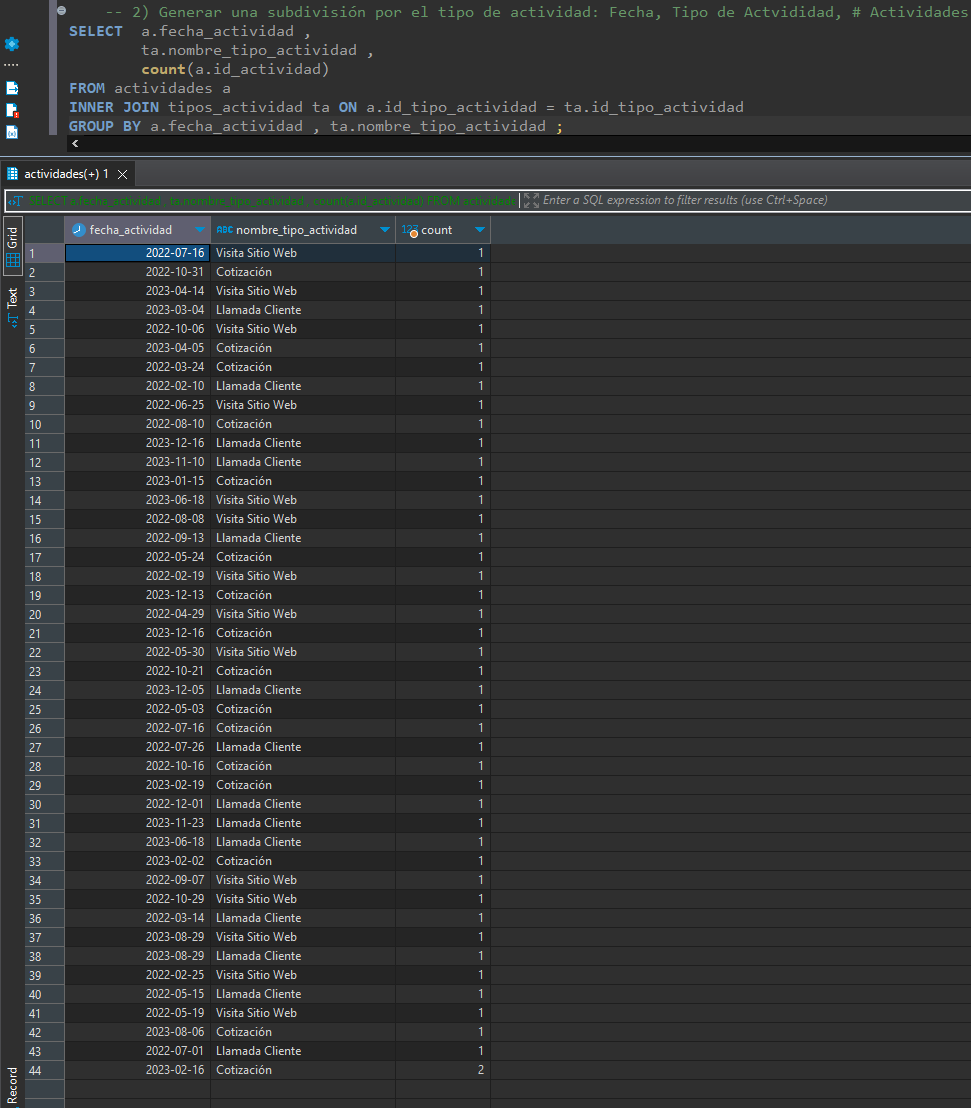 -- 2) Generar una subdivisión por el tipo de actividad: Fecha, Tipo de Actvididad, # Actividades
SELECT a.fecha_actividad ,
ta.nombre_tipo_actividad ,
count(a.id_actividad)
FROM actividades a
INNER JOIN tipos_actividad ta ON a.id_tipo_actividad = ta.id_tipo_actividad
GROUP BY a.fecha_actividad , ta.nombre_tipo_actividad ;
actividades(+) 1
SELECT a.fecha_actividad , ta.nombre_tipo_actividad , count(a.id_actividad) FROM actividade Enter a SQL expression to filter results (use Ctrl+Space)
Grid
Text
Record
fecha_actividad ABC nombre_tipo_actividad 123 count
1 2022-07-16 Visita Sitio Web 1
2 2022-10-31 Cotización 1
3 2023-04-14 Visita Sitio Web 1
4 2023-03-04 Llamada Cliente 1
5 2022-10-06 Visita Sitio Web 1
6 2023-04-05 Cotización 1
7 2022-03-24 Cotización 1
8 2022-02-10 Llamada Cliente 1
9 2022-06-25 Visita Sitio Web 1
10 2022-08-10 Cotización 1
11 2023-12-16 Llamada Cliente 1
12 2023-11-10 Llamada Cliente 1
13 2023-01-15 Cotización 1
14 2023-06-18 Visita Sitio Web 1
15 2022-08-08 Visita Sitio Web 1
16 2022-09-13 Llamada Cliente 1
17 2022-05-24 Cotización 1
18 2022-02-19 Visita Sitio Web 1
19 2023-12-13 Cotización 1
20 2022-04-29 Visita Sitio Web 1
21 2023-12-16 Cotización 1
22 2022-05-30 Visita Sitio Web 1
23 2022-10-21 Cotización 1
24 2023-12-05 Llamada Cliente 1
25 2022-05-03 Cotización 1
26 2022-07-16 Cotización 1
27 2022-07-26 Llamada Cliente 1
28 2022-10-16 Cotización 1
29 2023-02-19 Cotización 1
30 2022-12-01 Llamada Cliente 1
31 2023-11-23 Llamada Cliente 1
32 2023-06-18 Llamada Cliente 1
33 2023-02-02 Cotización 1
34 2022-09-07 Visita Sitio Web 1
35 2022-10-29 Visita Sitio Web 1
36 2022-03-14 Llamada Cliente 1
37 2023-08-29 Visita Sitio Web 1
38 2023-08-29 Llamada Cliente 1
39 2022-02-25 Visita Sitio Web 1
40 2022-05-15 Llamada Cliente 1
41 2022-05-19 Visita Sitio Web 1
42 2023-08-06 Cotización 1
43 2022-07-01 Llamada Cliente 1
44 2023-02-16 Cotización 2